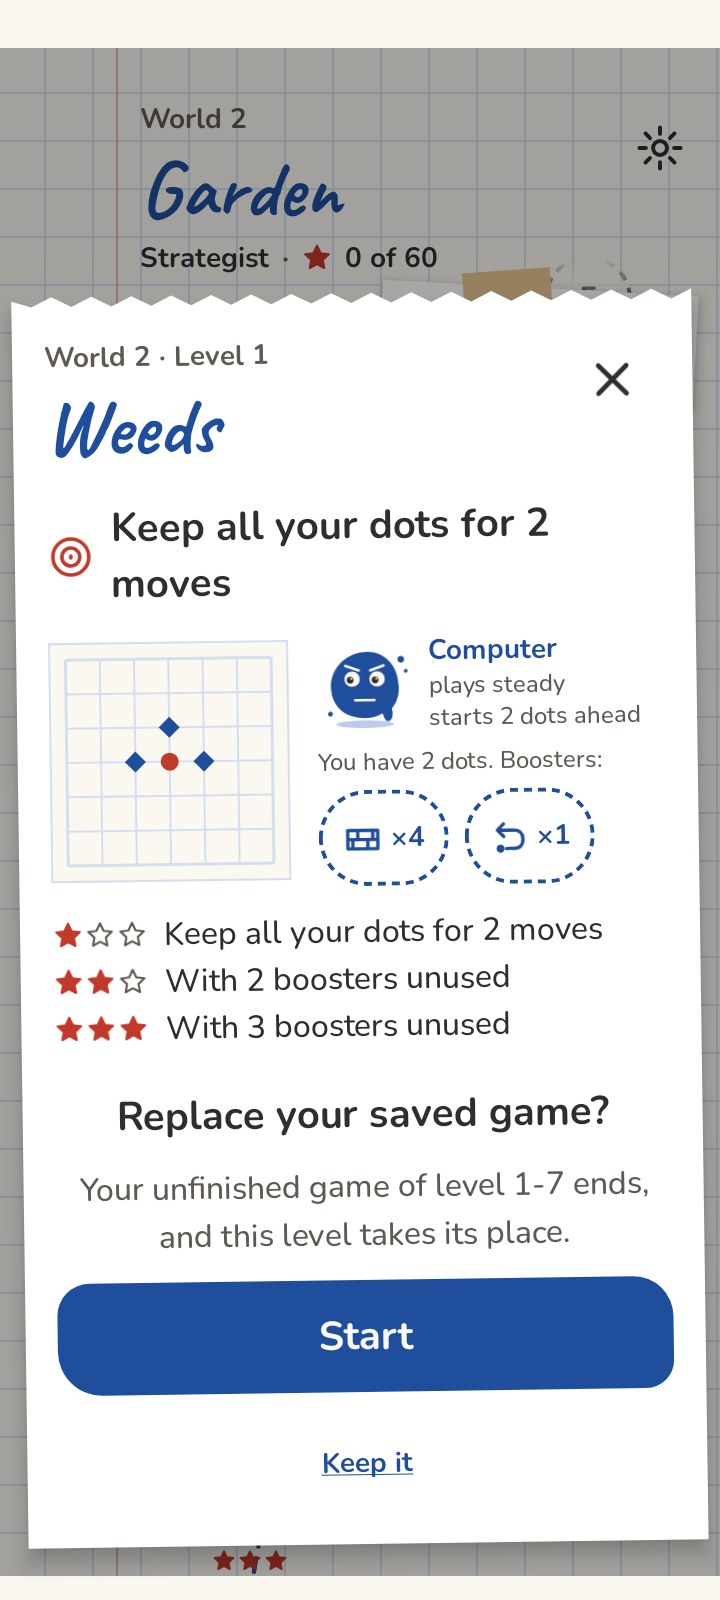 World 2
Garden
Strategist · 0 of 60
World 2 · Level 1
Weeds
Keep all your dots for 2
moves
Computer
plays steady
starts 2 dots ahead
You have 2 dots. Boosters:
×4
×1
Keep all your dots for 2 moves
With 2 boosters unused
With 3 boosters unused
Replace your saved game?
Your unfinished game of level 1-7 ends,
and this level takes its place.
Start
Keep it